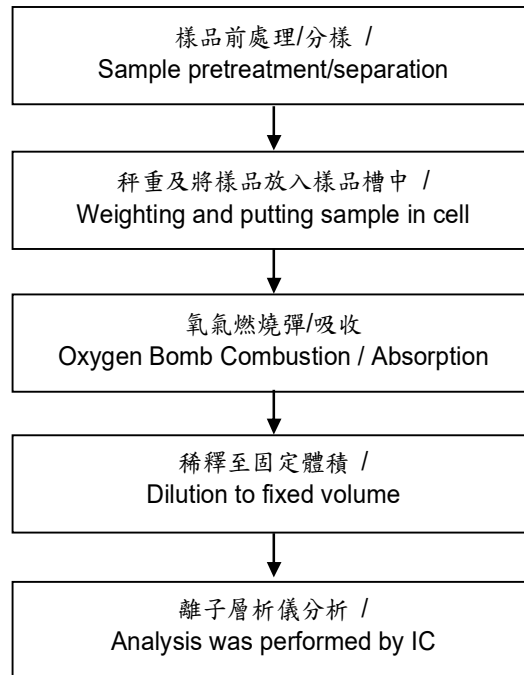 樣品前處理/分樣 /
Sample pretreatment/separation
秤重及將樣品放入樣品槽中 /
Weighting and putting sample in cell
氧氣燃燒彈/吸收
Oxygen Bomb Combustion / Absorption
稀釋至固定體積 /
Dilution to fixed volume
離子層析儀分析 /
Analysis was performed by IC